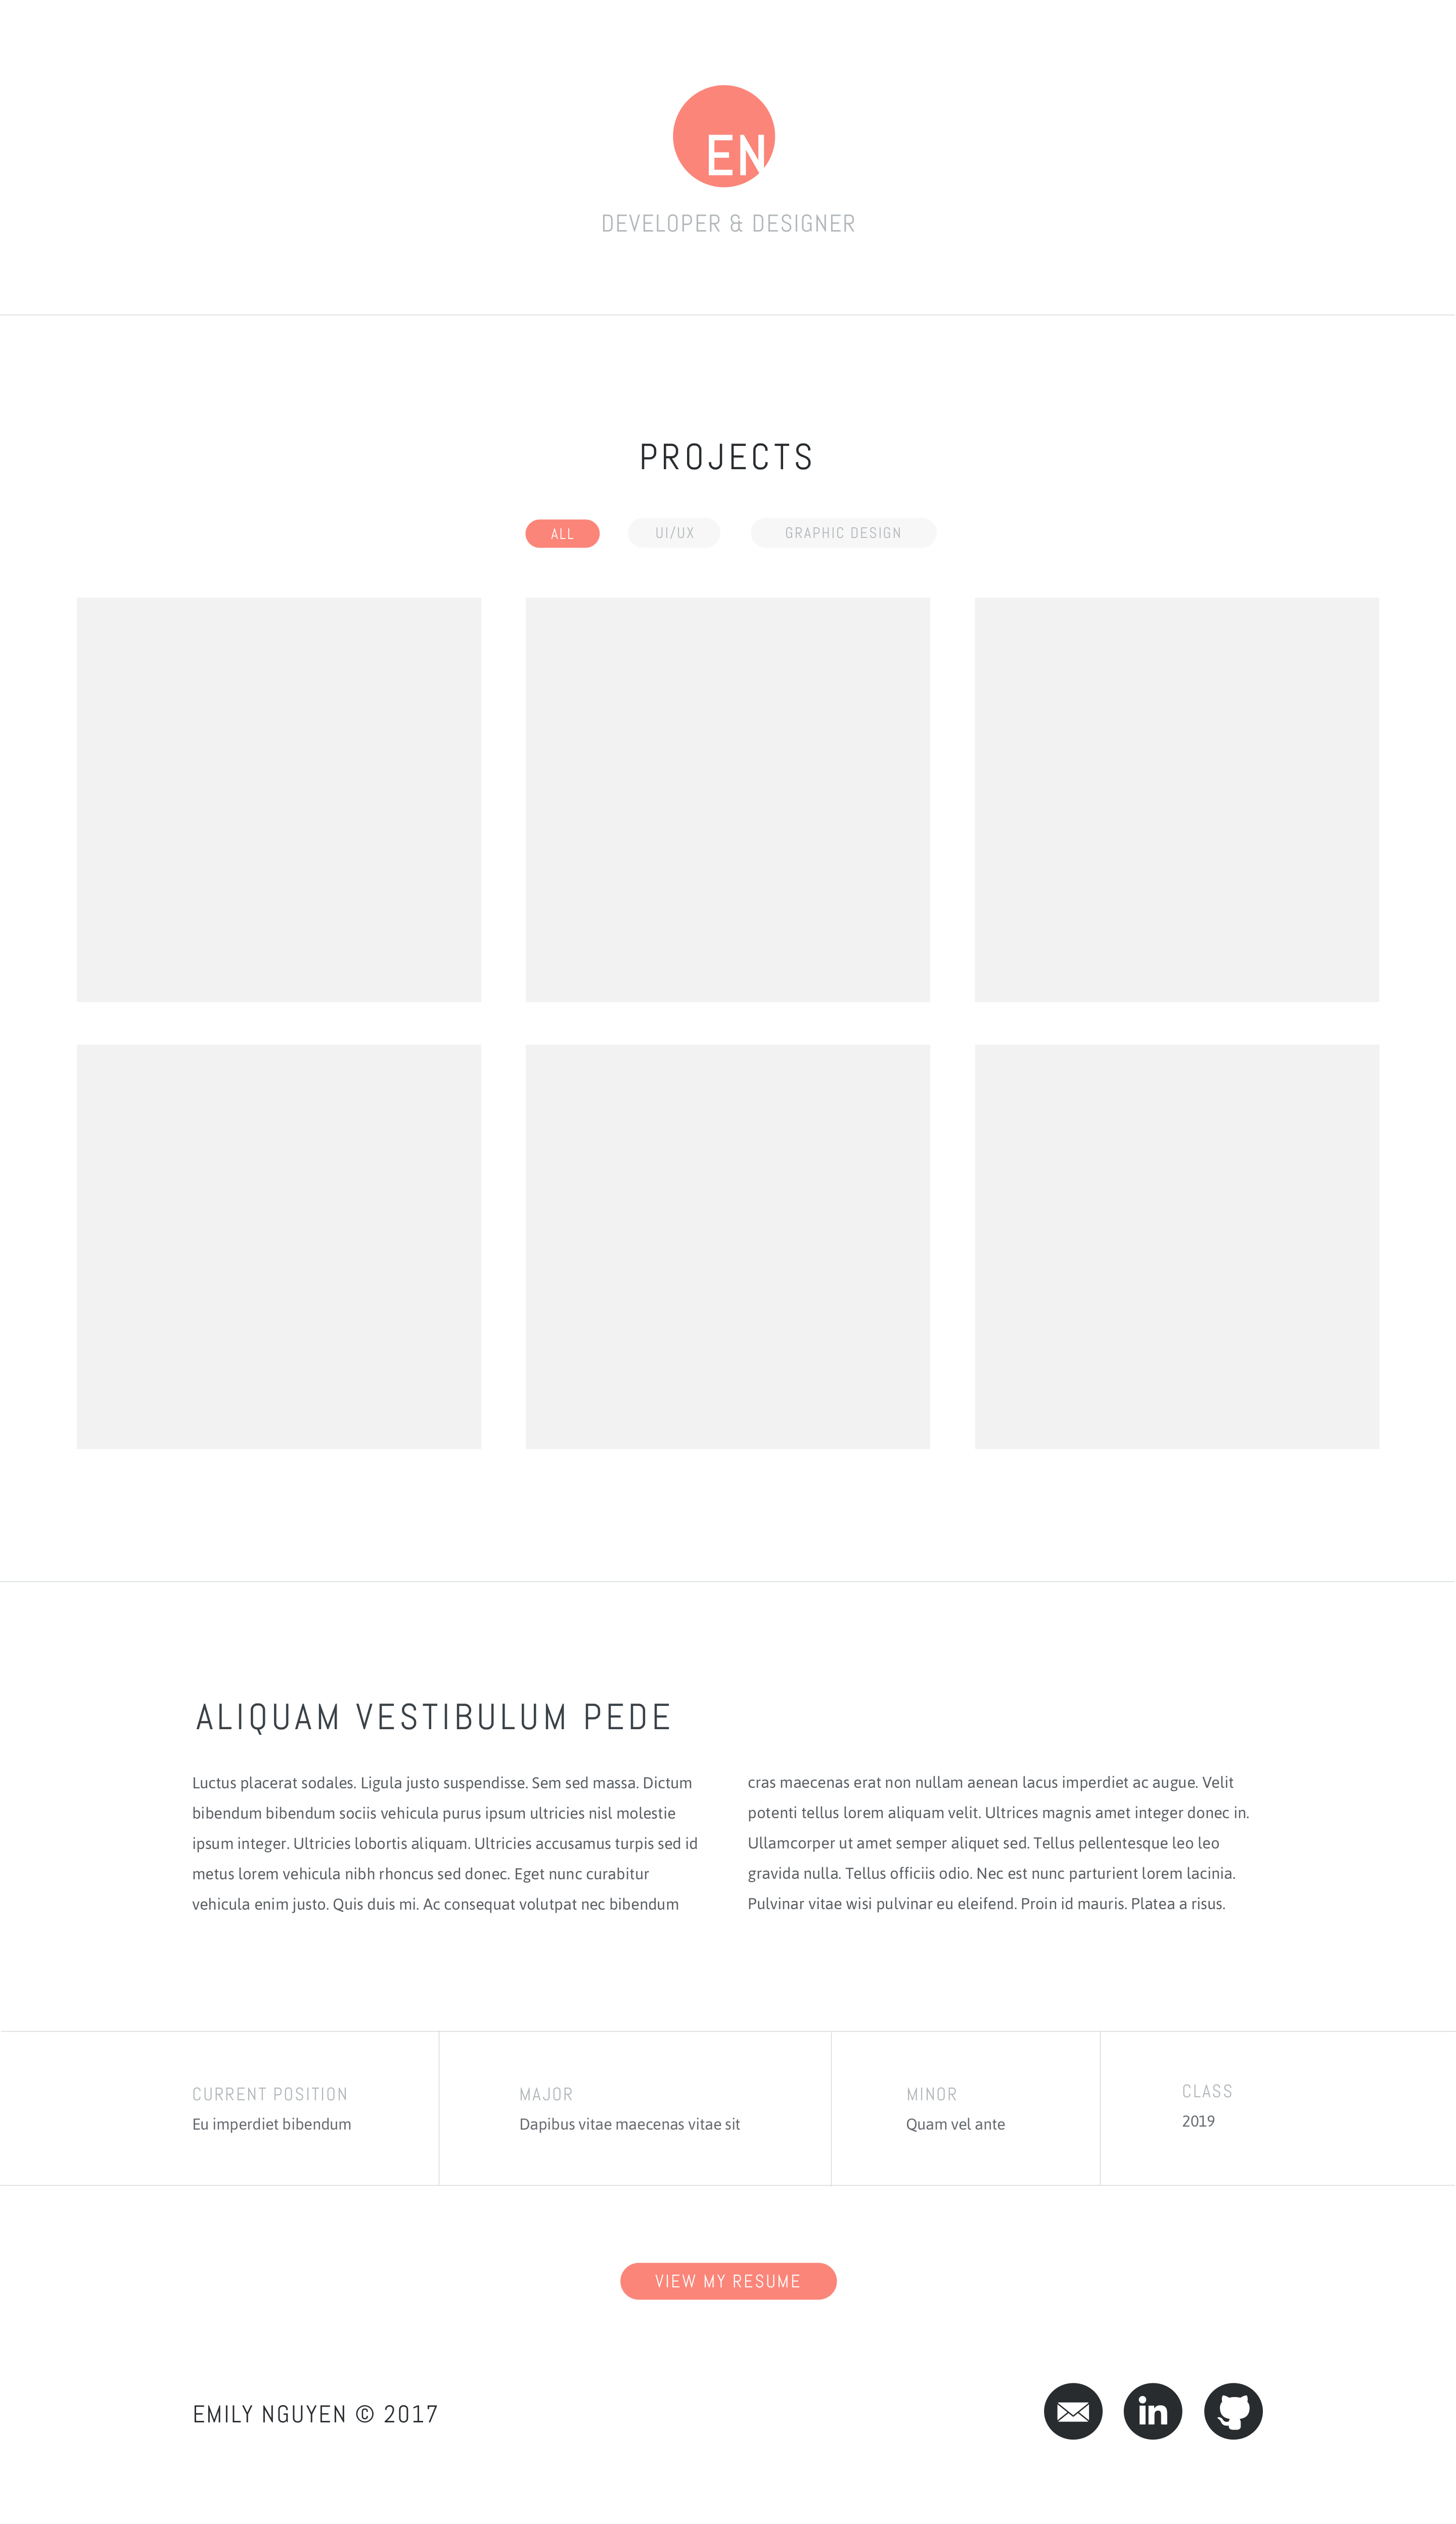 EN
DEVELOPER & DESIGNER
PROJECTS
ALL
UI/UX
GRAPHIC DESIGN
ALIQUAM VESTIBULUM PEDE
Luctus placerat sodales. Ligula justo suspendisse. Sem sed massa. Dictum
bibendum bibendum sociis vehicula purus ipsum ultricies nisl molestie
ipsum integer. Ultricies lobortis aliquam. Ultricies accusamus turpis sed id
metus lorem vehicula nibh rhoncus sed donec. Eget nunc curabitur
vehicula enim justo. Quis duis mi. Ac consequat volutpat nec bibendum
cras maecenas erat non nullam aenean lacus imperdiet ac augue. Velit
potenti tellus lorem aliquam velit. Ultrices magnis amet integer donec in.
Ullamcorper ut amet semper aliquet sed. Tellus pellentesque leo leo
gravida nulla. Tellus officiis odio. Nec est nunc parturient lorem lacinia.
Pulvinar vitae wisi pulvinar eu eleifend. Proin id mauris. Platea a risus.
CURRENT POSITION
Eu imperdiet bibendum
MAJOR
Dapibus vitae maecenas vitae sit
MINOR
Quam vel ante
CLASS
2019
VIEW MY RESUME
EMILY NGUYEN © 2017
in